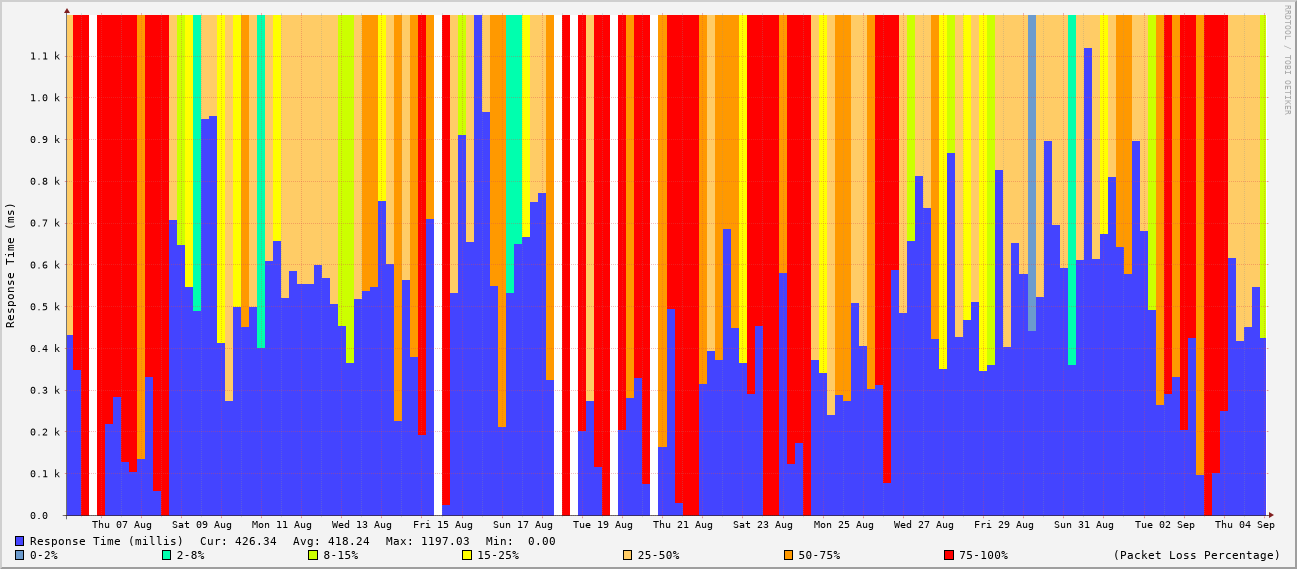 RRDTOOL / TOBI OETIKER
Response Time (ms)
1.1 k
1.0 k
0.9 k
0.8 k
0.7 k
0.6 k
0.5 k
0.4 k
0.3 k
0.2 k
0.1 k
0.0
Thu 07 Aug Sat 09 Aug Mon 11 Aug Wed 13 Aug Fri 15 Aug Sun 17 Aug Tue 19 Aug Thu 21 Aug Sat 23 Aug Mon 25 Aug Wed 27 Aug Fri 29 Aug Sun 31 Aug Tue 02 Sep Thu 04 Sep
Response Time (millis) Cur: 426.34 Avg: 418.24 Max: 1197.03 Min: 0.00
0-2% 2-8% 8-15% 15-25% 25-50% 50-75% 75-100% (Packet Loss Percentage)